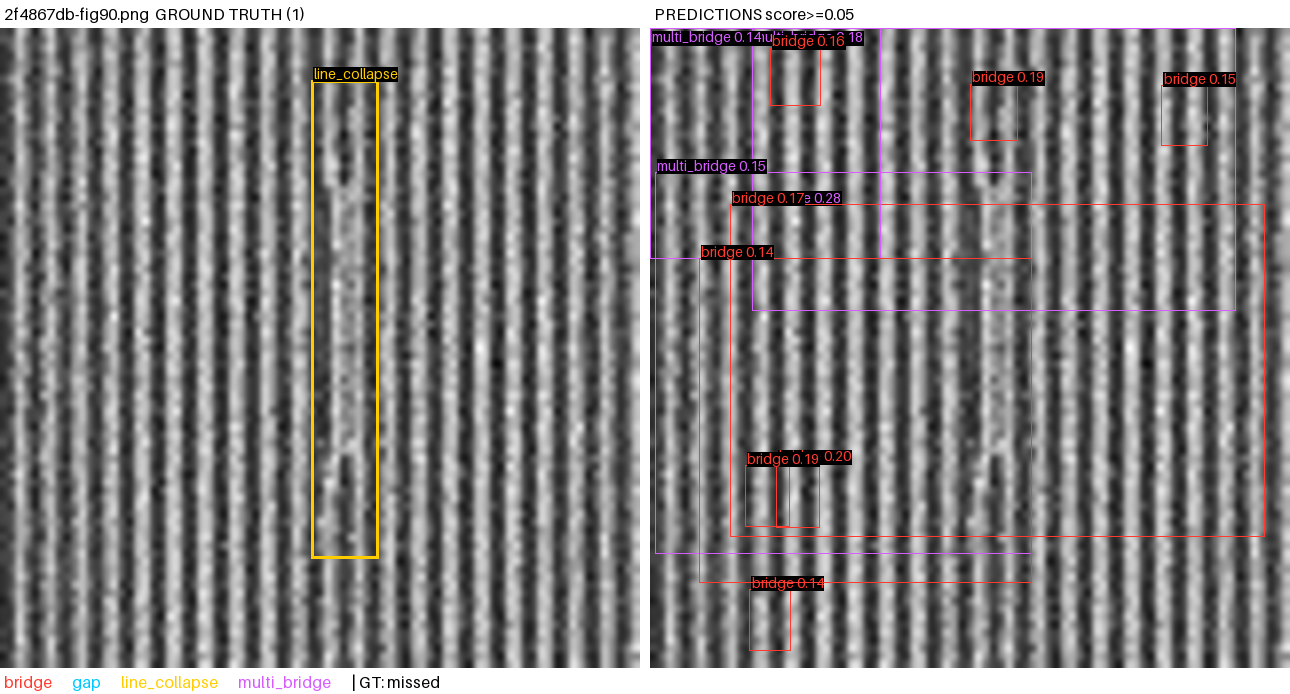 2f4867db-fig90.png GROUND TRUTH (1)
PREDICTIONS score>=0.05
line_collapse
multi_bridge 0.14
0.18
bridge 0.16
bridge 0.19
bridge 0.15
multi_bridge 0.15
bridge 0.17
e 0.28
bridge 0.14
bridge 0.19
0.20
bridge 0.14
bridge gap line_collapse multi_bridge | GT: missed